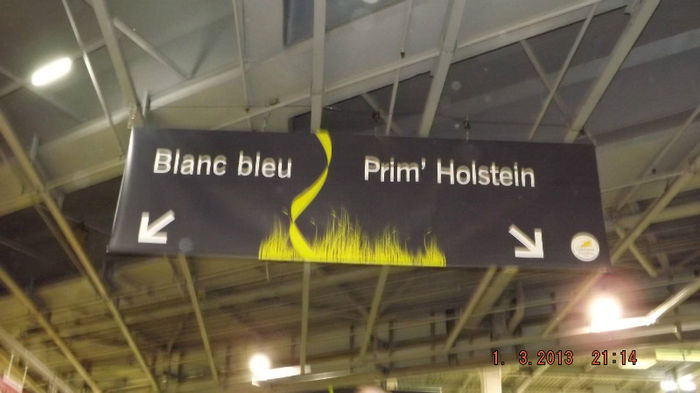 Blanc bleu
Prim' Holstein
1. 3.2013 21:14